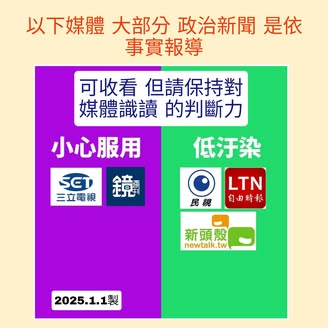 以下媒體 大部分 政治新聞 是依
事實報導
可收看 但請保持對
媒體識讀 的判斷力
小心服用
低汙染
SET
三立電視
鏡
民視
LTN
自由時報
新頭殼
newtalk.tw
2025.1.1製